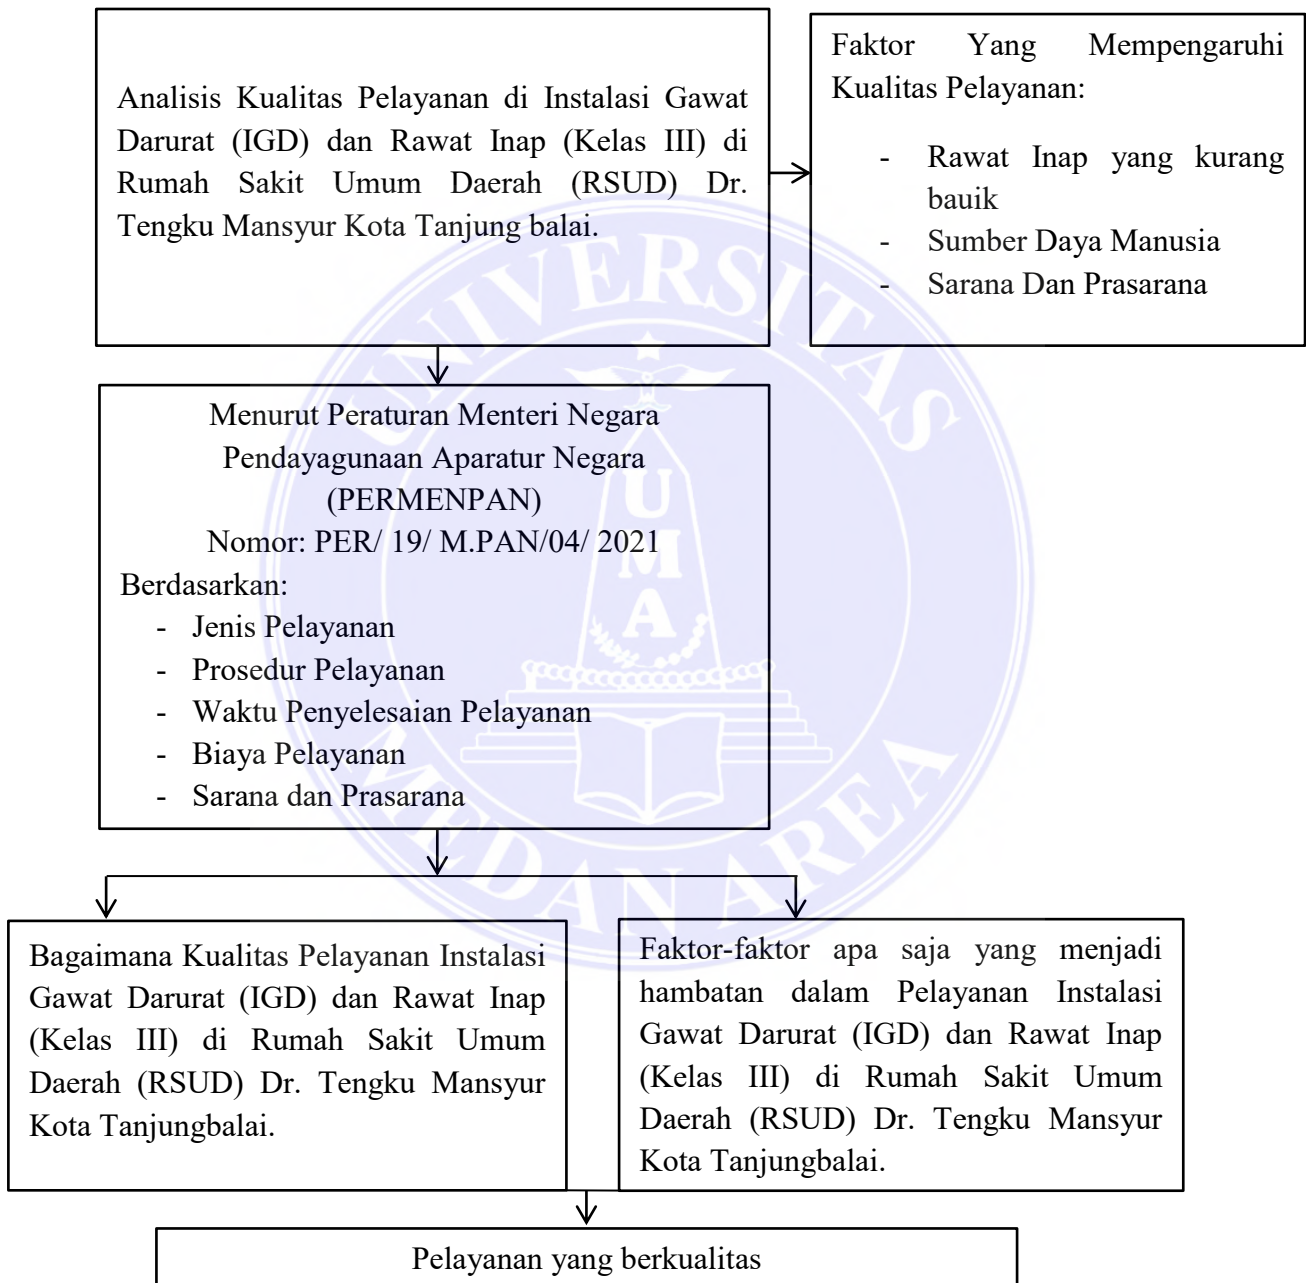 Analisis Kualitas Pelayanan di Instalasi Gawat
Darurat (IGD) dan Rawat Inap (Kelas III) di
Rumah Sakit Umum Daerah (RSUD) Dr.
Tengku Mansyur Kota Tanjung balai.
Faktor Yang Mempengaruhi
Kualitas Pelayanan:
- Rawat Inap yang kurang
bauik
- Sumber Daya Manusia
- Sarana Dan Prasarana
Menurut Peraturan Menteri Negara
Pendayagunaan Aparatur Negara
(PERMENPAN)
Nomor: PER/ 19/ M.PAN/04/ 2021
Berdasarkan:
- Jenis Pelayanan
- Prosedur Pelayanan
- Waktu Penyelesaian Pelayanan
- Biaya Pelayanan
- Sarana dan Prasarana
Bagaimana Kualitas Pelayanan Instalasi
Gawat Darurat (IGD) dan Rawat Inap
(Kelas III) di Rumah Sakit Umum
Daerah (RSUD) Dr. Tengku Mansyur
Kota Tanjungbalai.
Faktor-faktor apa saja yang menjadi
hambatan dalam Pelayanan Instalasi
Gawat Darurat (IGD) dan Rawat Inap
(Kelas III) di Rumah Sakit Umum
Daerah (RSUD) Dr. Tengku Mansyur
Kota Tanjungbalai.
Pelayanan yang berkualitas
UNIVERSITAS
UMA
MEDAN AREA